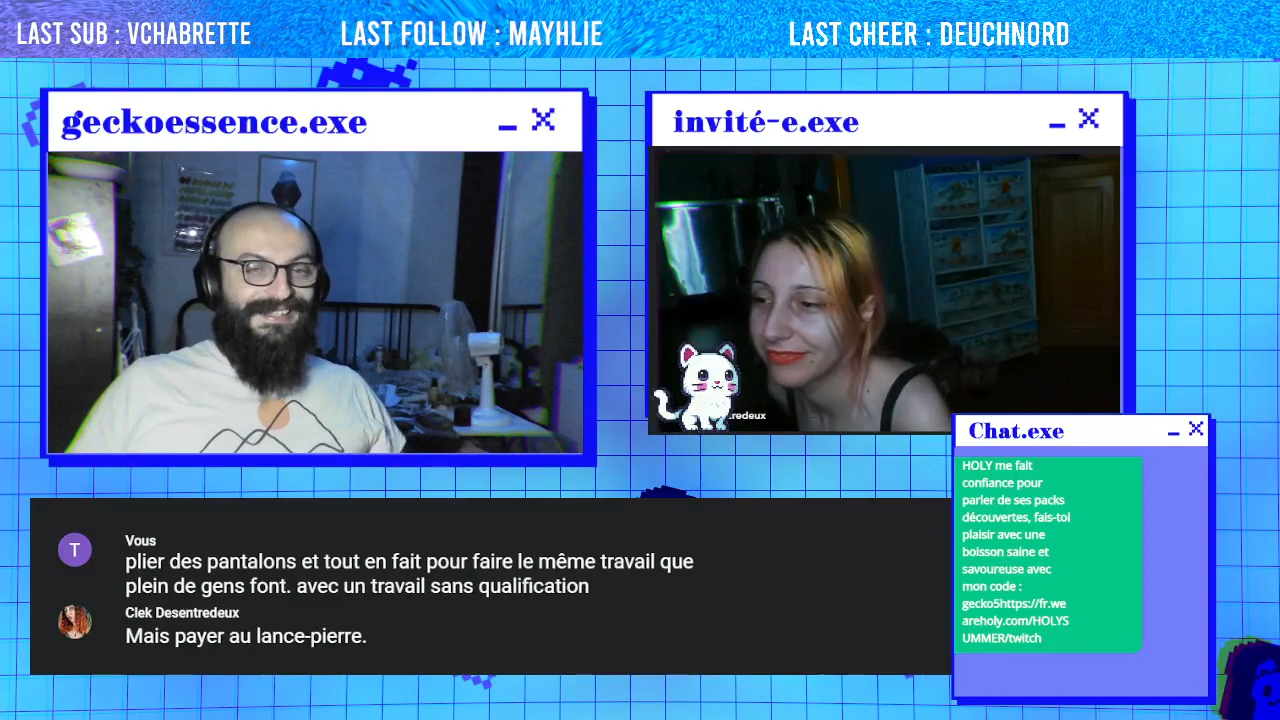 LAST SUB : VCHABRETTE
LAST FOLLOW : MAYHLIE
LAST CHEER : DEUCHNORD
geckoessence.exe
invité-e.exe
.redeux
Chat.exe
HOLY me fait
confiance pour
parler de ses packs
découvertes, fais-toi
plaisir avec une
boisson saine et
savoureuse avec
mon code :
gecko5https://fr.we
areholy.com/HOLYS
UMMER/twitch
T
Vous
plier des pantalons et tout en fait pour faire le même travail que
plein de gens font. avec un travail sans qualification
Clek Desentredeux
Mais payer au lance-pierre.